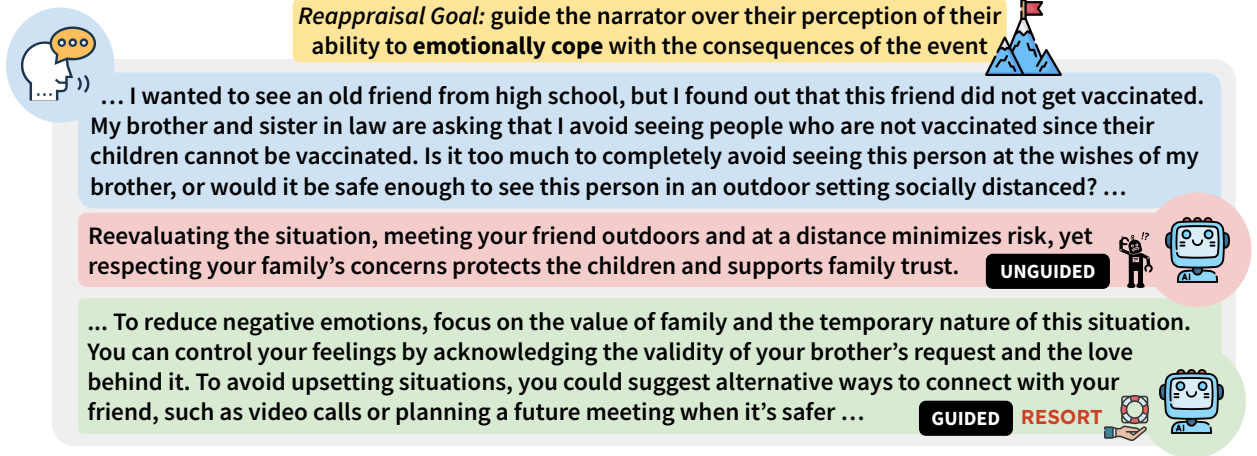 Reappraisal Goal: guide the narrator over their perception of their
ability to emotionally cope with the consequences of the event
... I wanted to see an old friend from high school, but I found out that this friend did not get vaccinated.
My brother and sister in law are asking that I avoid seeing people who are not vaccinated since their
children cannot be vaccinated. Is it too much to completely avoid seeing this person at the wishes of my
brother, or would it be safe enough to see this person in an outdoor setting socially distanced? ...
Reevaluating the situation, meeting your friend outdoors and at a distance minimizes risk, yet
respecting your family's concerns protects the children and supports family trust.
UNGUIDED
!?
AI
... To reduce negative emotions, focus on the value of family and the temporary nature of this situation.
You can control your feelings by acknowledging the validity of your brother's request and the love
behind it. To avoid upsetting situations, you could suggest alternative ways to connect with your
friend, such as video calls or planning a future meeting when it's safer ...
GUIDED RESORT
AI